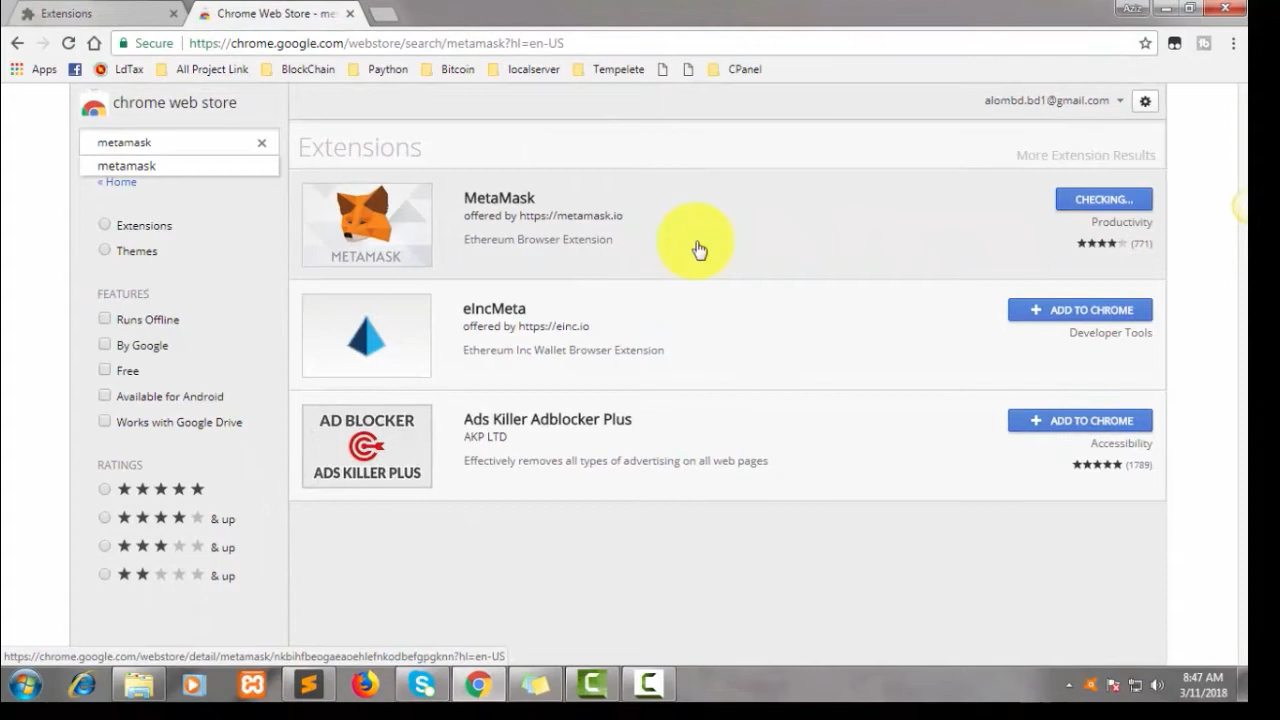 Extensions
Chrome Web Store - me
Aziz
Secure
https://chrome.google.com/webstore/search/metamask?hl=en-US
Apps
LdTax
All Project Link
BlockChain
Paython
Bitcoin
localserver
Tempelete
CPanel
chrome web store
alombd.bd1@gmail.com
metamask
metamask
« Home
Extensions
More Extension Results
Extensions
Themes
FEATURES
Runs Offline
By Google
Free
Available for Android
Works with Google Drive
RATINGS
& up
& up
& up
METAMASK
MetaMask
offered by https://metamask.io
Ethereum Browser Extension
CHECKING...
Productivity
(771)
eIncMeta
offered by https://einc.io
Ethereum Inc Wallet Browser Extension
ADD TO CHROME
Developer Tools
AD BLOCKER
ADS KILLER PLUS
Ads Killer Adblocker Plus
AKP LTD
Effectively removes all types of advertising on all web pages
ADD TO CHROME
Accessibility
(1789)
https://chrome.google.com/webstore/detail/metamask/nkbihfbeogaeaoehlefnkodbefgpgknn?hl=en-US
8:47 AM
3/11/2018